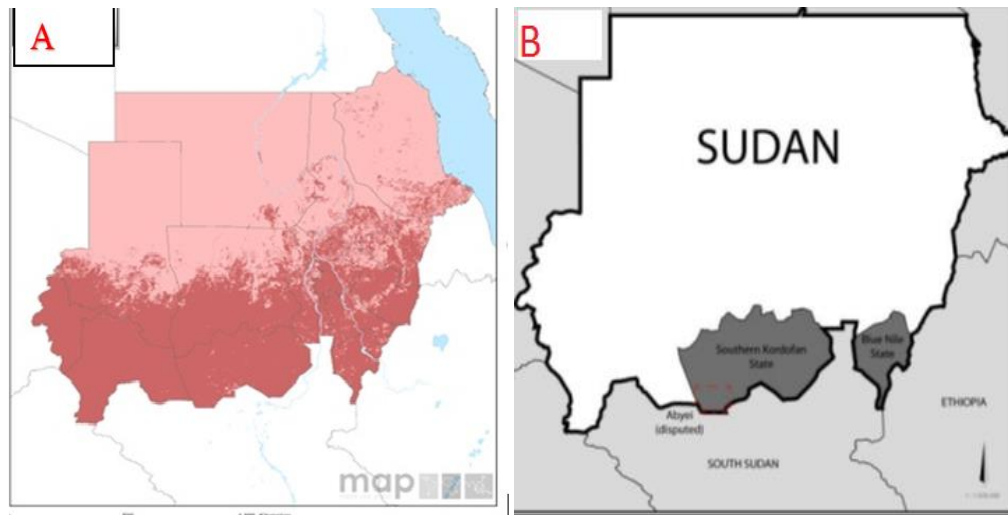 A
map
B
SUDAN
Southern Kordofan
State
Blue Nile
State
Abyei
(disputed)
ETHIOPIA
SOUTH SUDAN